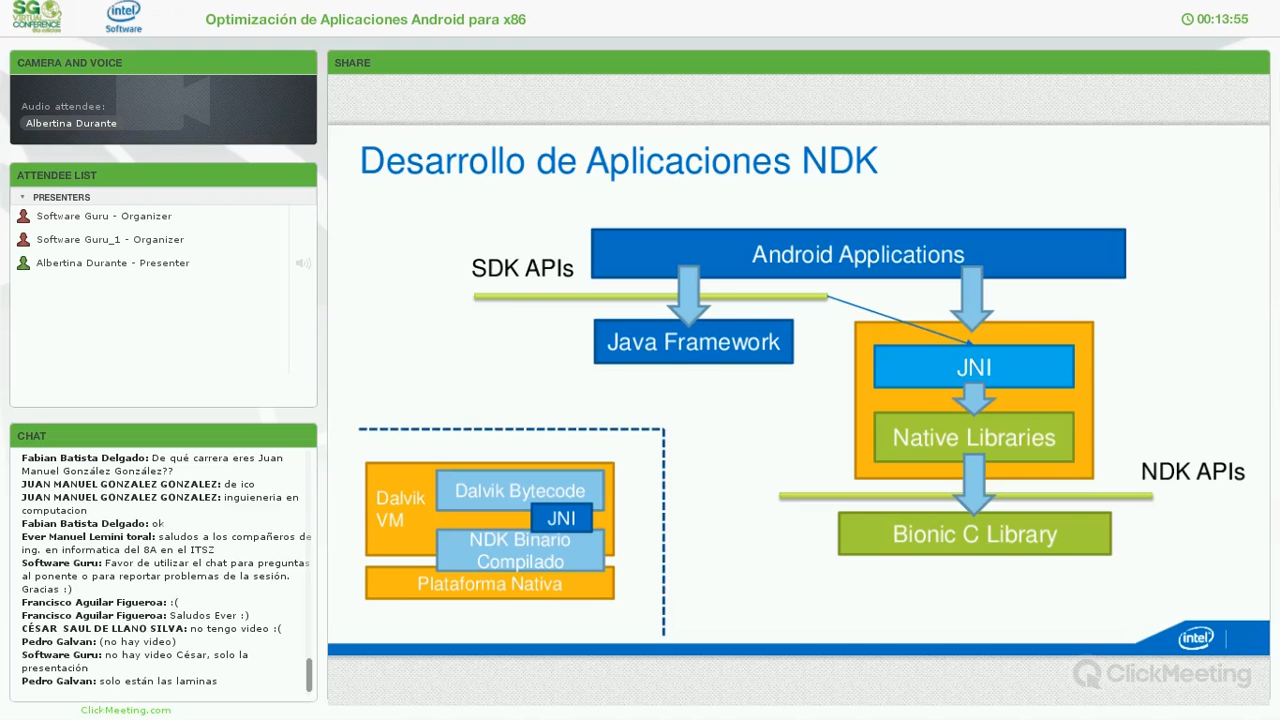 SG
VIRTUAL
CONFERENCE
intel
Software
Optimización de Aplicaciones Android para x86
00:13:55
CAMERA AND VOICE
Audio attendee:
Albertina Durante
ATTENDEE LIST
PRESENTERS
Software Guru - Organizer
Software Guru_1 - Organizer
Albertina Durante - Presenter
CHAT
Fabian Batista Delgado: De qué carrera eres Juan
Manuel González González??
JUAN MANUEL GONZALEZ GONZALEZ: de ico
JUAN MANUEL GONZALEZ GONZALEZ: inguieneria en
computacion
Fabian Batista Delgado: ok
Ever Manuel Lemini toral: saludos a los compañeros de
ing. en informatica del 8A en el ITSZ
Software Guru: Favor de utilizar el chat para preguntas
al ponente o para reportar problemas de la sesión.
Gracias :)
Francisco Aguilar Figueroa: :(
Francisco Aguilar Figueroa: Saludos Ever :)
CÉSAR SAUL DE LLANO SILVA: no tengo video :(
Pedro Galvan: (no hay video)
Software Guru: no hay video César, solo la
presentación
Pedro Galvan: solo están las laminas
ClickMeeting.com
SHARE
Desarrollo de Aplicaciones NDK
Android Applications
SDK APIs
Java Framework
JNI
Native Libraries
NDK APIs
Bionic C Library
Dalvik
VM
Dalvik Bytecode
JNI
NDK Binario
Compilado
Plataforma Nativa
intel
ClickMeeting